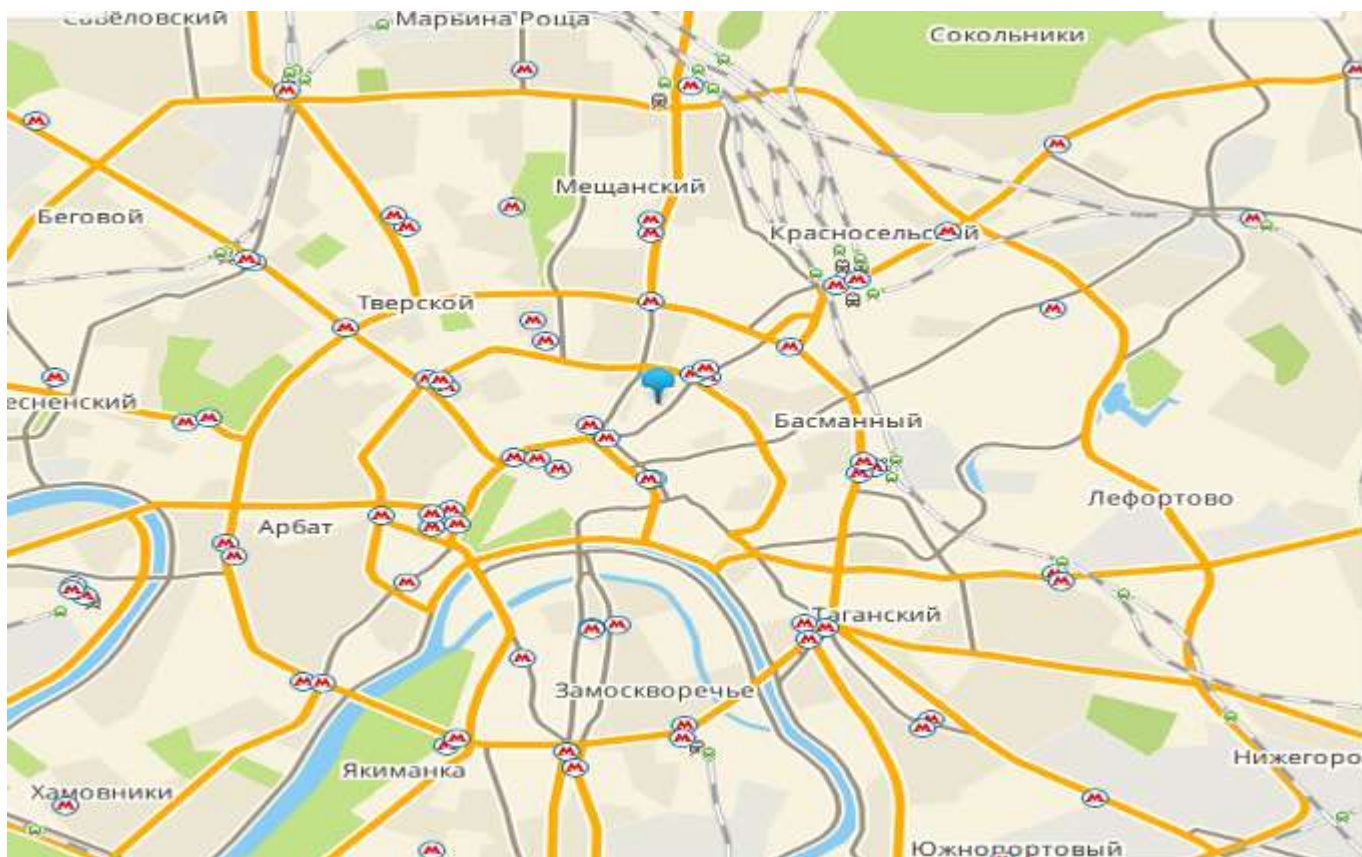 Савёловский
Марьина Роща
Сокольники
Мещанский
Беговой
Красносельский
Тверской
есненский
Басманный
Лефортово
Арбат
Таганский
Замоскворечье
Якиманка
Нижегоро
Хамовники
Южнопортовый